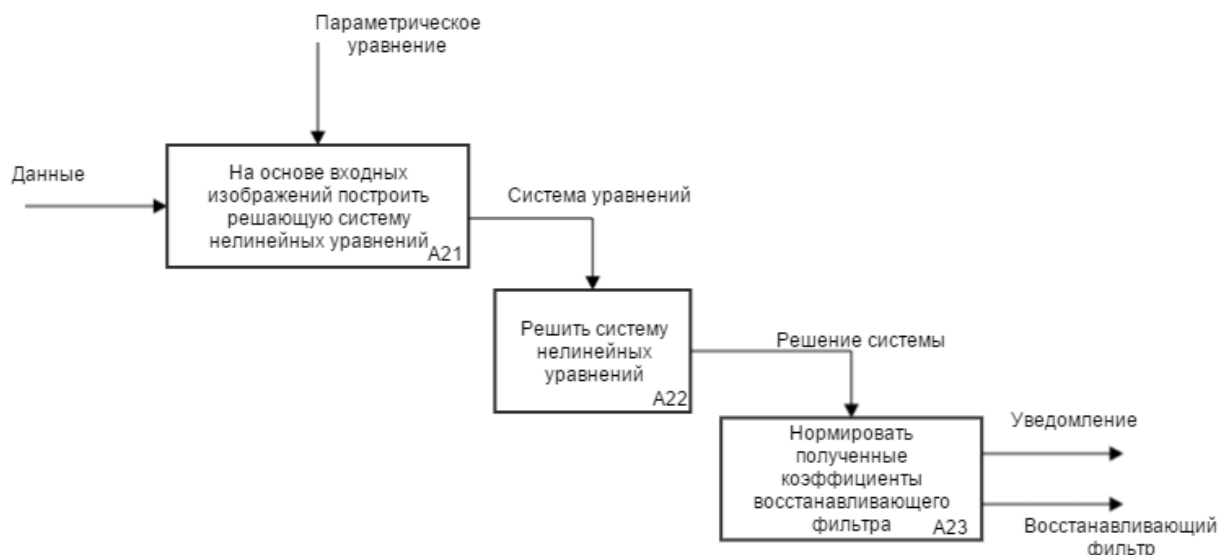 Параметрическое
уравнение
Данные
На основе входных
изображений построить
решающую систему
нелинейных уравнений
A21
Система уравнений
Решить систему
нелинейных
уравнений
A22
Решение системы
Нормировать
полученные
коэффициенты
восстанавливающего
фильтра
A23
Уведомление
Восстанавливающий
фильтр